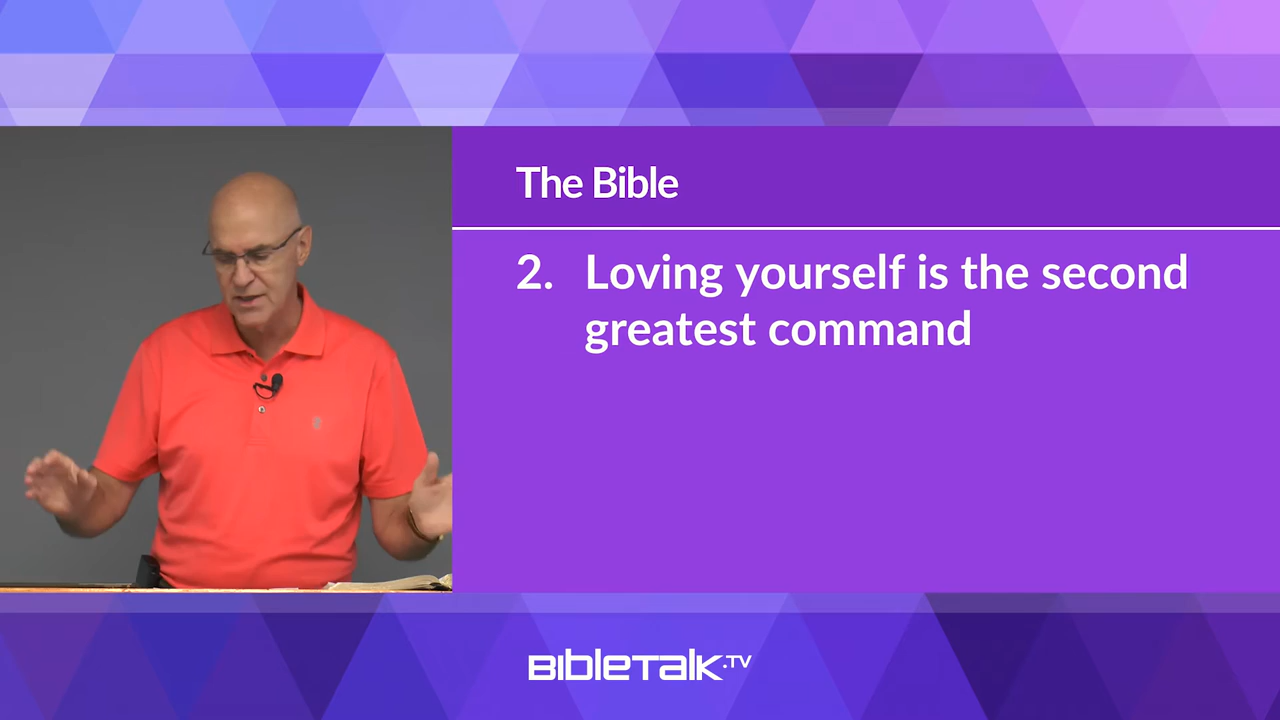 The Bible
2. Loving yourself is the second
greatest command
BIBLETALK.TV